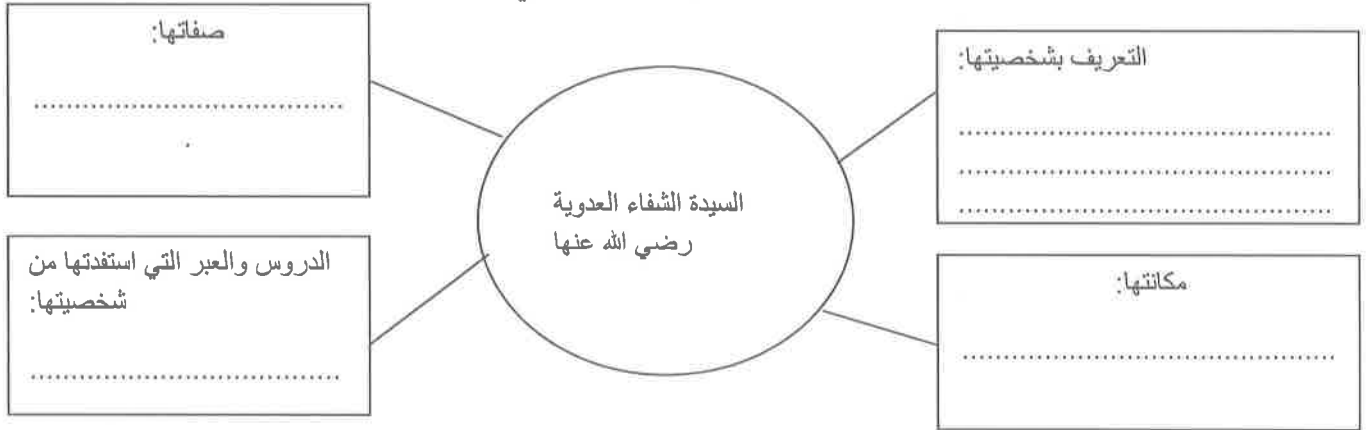 التعريف بشخصيتها:
......................................
......................................
......................................
صفاتها:
......................................
.
السيدة الشفاء العدوية
رضي الله عنها
مكانتها:
......................................
الدروس والعبر التي استفدتها من
شخصيتها:
......................................